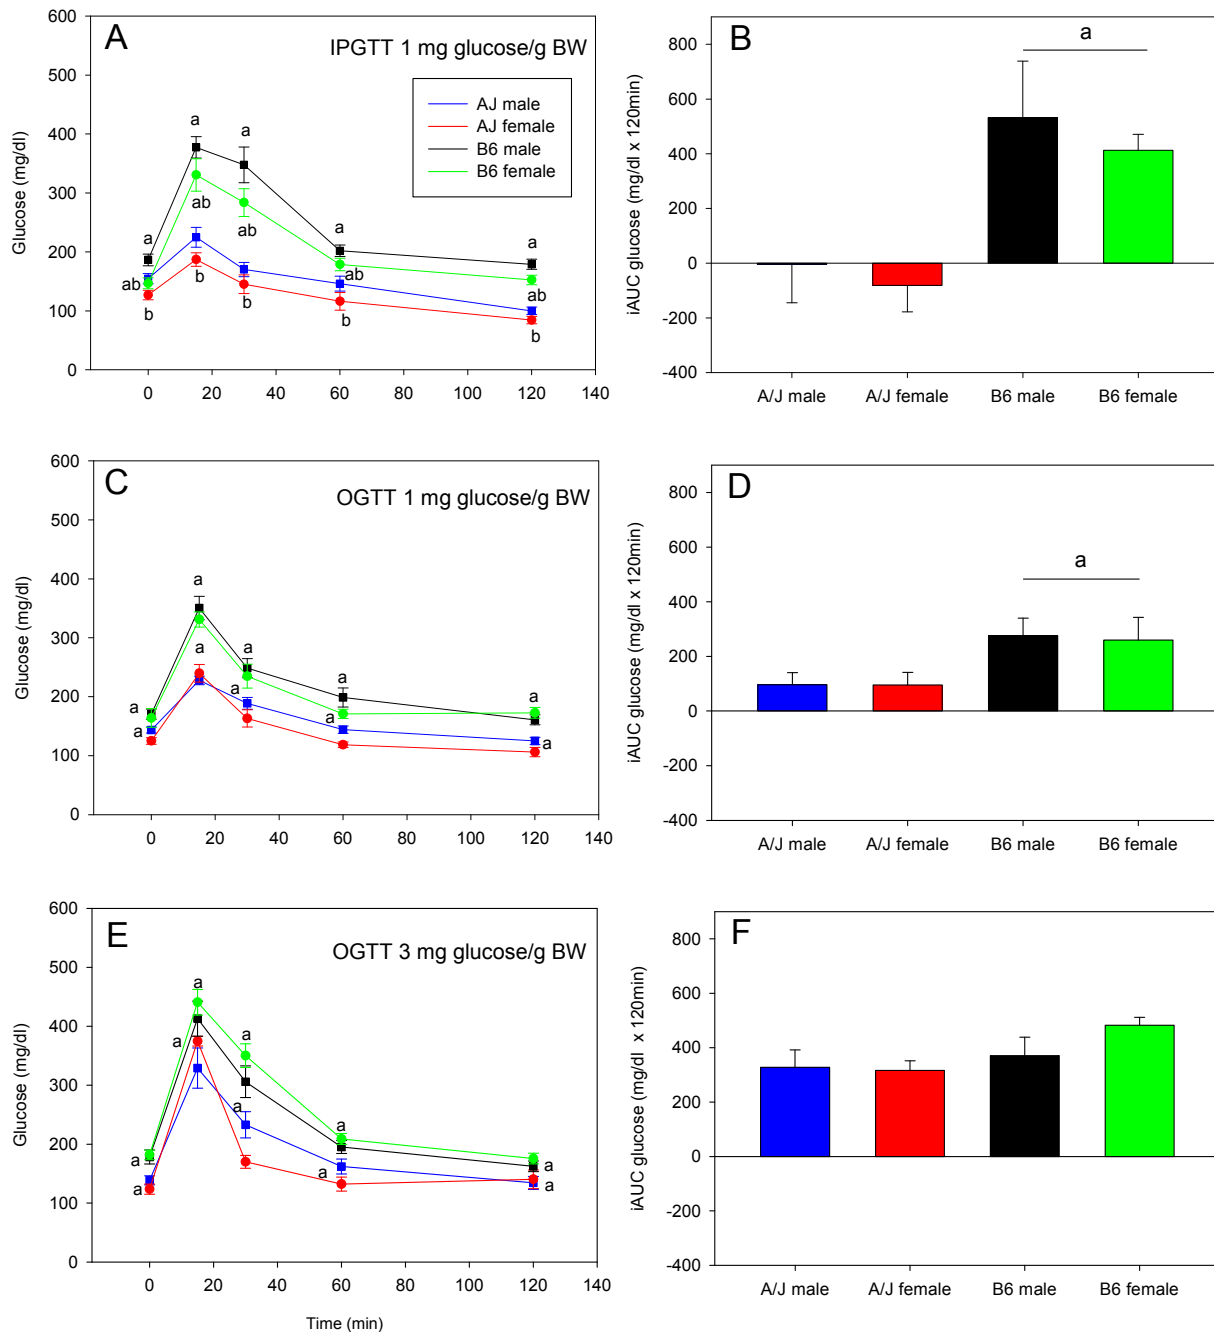 A
IPGTT 1 mg glucose/g BW
AJ male
AJ female
B6 male
B6 female
Glucose (mg/dl)
600
500
400
300
200
100
0
a
a
a
a
a
ab
ab
ab
ab
ab
b
b
b
b
b
0 20 40 60 80 100 120 140
B
a
iAUC glucose (mg/dl x 120min)
800
600
400
200
0
-200
-400
A/J male A/J female B6 male B6 female
C
OGTT 1 mg glucose/g BW
Glucose (mg/dl)
600
500
400
300
200
100
0
a
a
a
a
a
a
a
a
a
a
0 20 40 60 80 100 120 140
D
a
iAUC glucose (mg/dl x 120min)
800
600
400
200
0
-200
-400
A/J male A/J female B6 male B6 female
E
OGTT 3 mg glucose/g BW
Glucose (mg/dl)
600
500
400
300
200
100
0
a
a
a
a
a
a
a
a
a
a
0 20 40 60 80 100 120 140
Time (min)
F
iAUC glucose (mg/dl x 120min)
800
600
400
200
0
-200
-400
A/J male A/J female B6 male B6 female